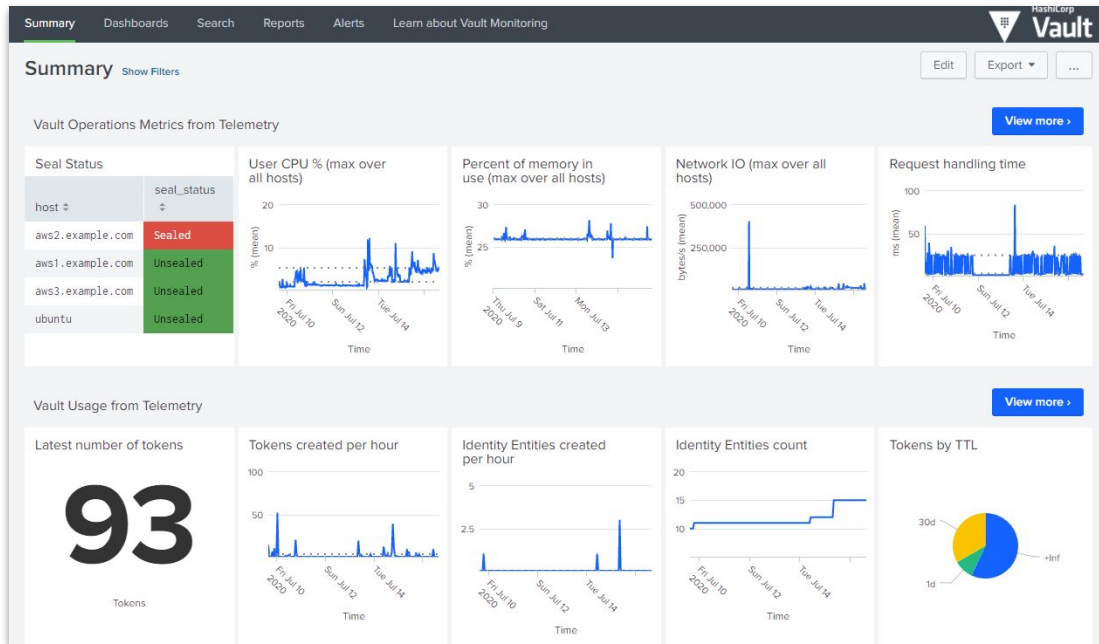 Summary Dashboards Search Reports Alerts Learn about Vault Monitoring
HashiCorp
Vault
Summary Show Filters
Edit Export ...
Vault Operations Metrics from Telemetry
View more ›
Seal Status
host seal_status
aws2.example.com Sealed
aws1.example.com Unsealed
aws3.example.com Unsealed
ubuntu Unsealed
User CPU % (max over
all hosts)
20
10
% (mean)
Fri Jul 10
2020
Sun Jul 12
Tue Jul 14
Time
Percent of memory in
use (max over all hosts)
30
25
% (mean)
Thu Jul 9
2020
Sat Jul 11
Mon Jul 13
Time
Network IO (max over all
hosts)
500,000
250,000
bytes/s (mean)
Fri Jul 10
2020
Sun Jul 12
Tue Jul 14
Time
Request handling time
100
50
ms (mean)
Fri Jul 10
2020
Sun Jul 12
Tue Jul 14
Time
Vault Usage from Telemetry
View more ›
Latest number of tokens
93
Tokens
Tokens created per hour
100
50
Fri Jul 10
2020
Sun Jul 12
Tue Jul 14
Time
Identity Entities created
per hour
5
2.5
Fri Jul 10
2020
Sun Jul 12
Tue Jul 14
Time
Identity Entities count
20
15
10
Fri Jul 10
2020
Sun Jul 12
Tue Jul 14
Time
Tokens by TTL
30d
+Inf
1d